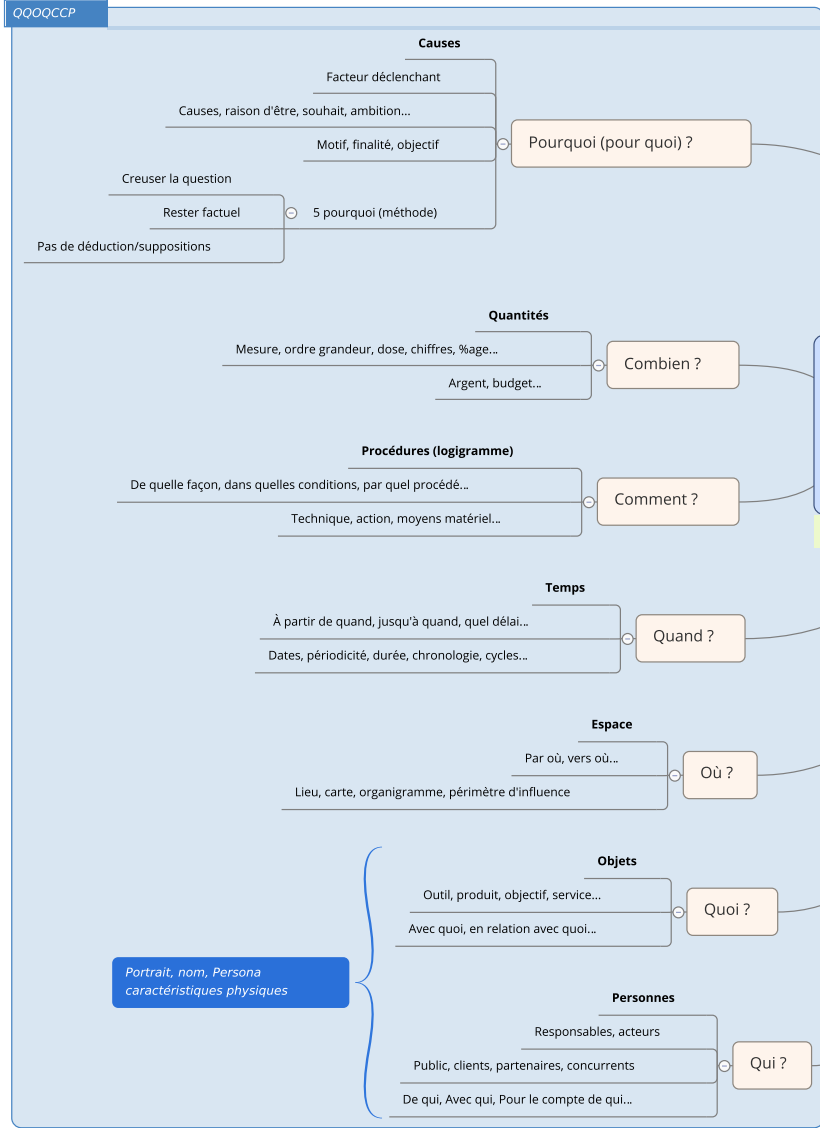 QQOQCCP
Causes
Facteur déclenchant
Causes, raison d'être, souhait, ambition...
Motif, finalité, objectif
Pourquoi (pour quoi) ?
Creuser la question
Rester factuel
Pas de déduction/suppositions
5 pourquoi (méthode)
Quantités
Mesure, ordre grandeur, dose, chiffres, %age...
Argent, budget...
Combien ?
Procédures (logigramme)
De quelle façon, dans quelles conditions, par quel procédé...
Technique, action, moyens matériel...
Comment ?
Temps
À partir de quand, jusqu'à quand, quel délai...
Dates, périodicité, durée, chronologie, cycles...
Quand ?
Espace
Par où, vers où...
Lieu, carte, organigramme, périmètre d'influence
Où ?
Objets
Outil, produit, objectif, service...
Avec quoi, en relation avec quoi...
Quoi ?
Portrait, nom, Persona
caractéristiques physiques
Personnes
Responsables, acteurs
Public, clients, partenaires, concurrents
De qui, Avec qui, Pour le compte de qui...
Qui ?